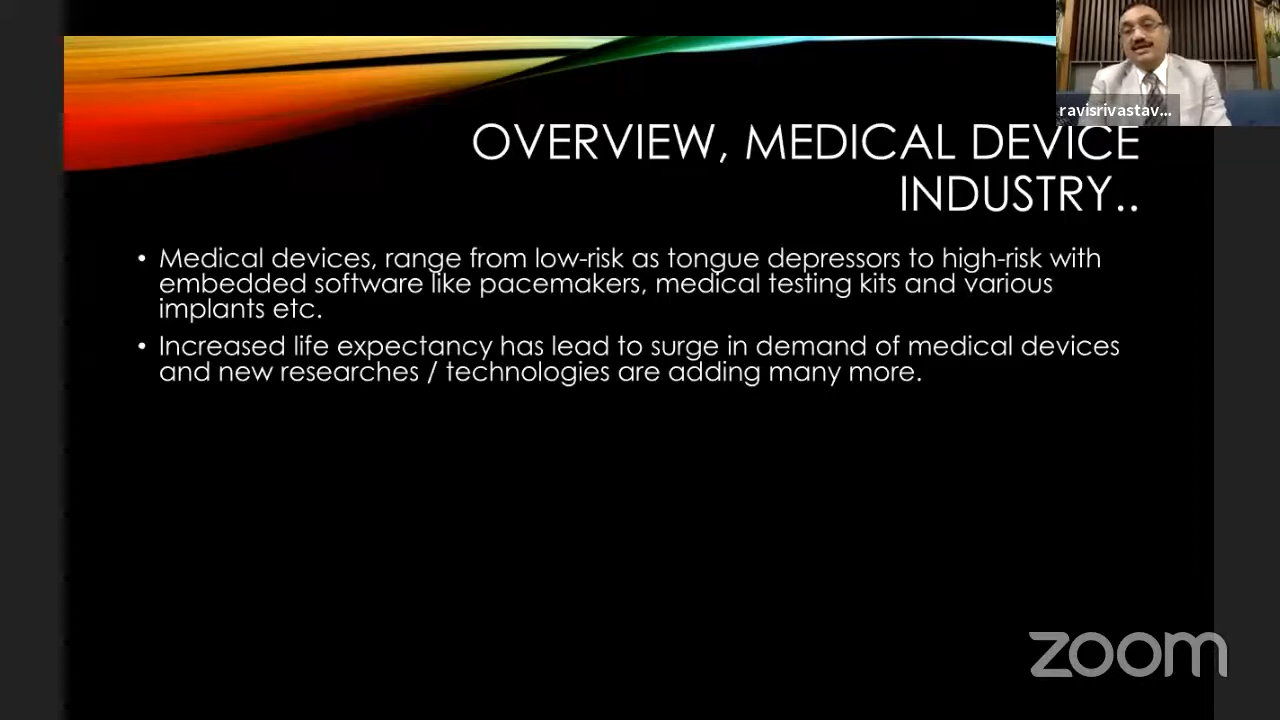 ravisrivastav...
OVERVIEW, MEDICAL DEVICE
INDUSTRY..
• Medical devices, range from low-risk as tongue depressors to high-risk with
embedded software like pacemakers, medical testing kits and various
implants etc.
• Increased life expectancy has lead to surge in demand of medical devices
and new researches / technologies are adding many more.
zoom